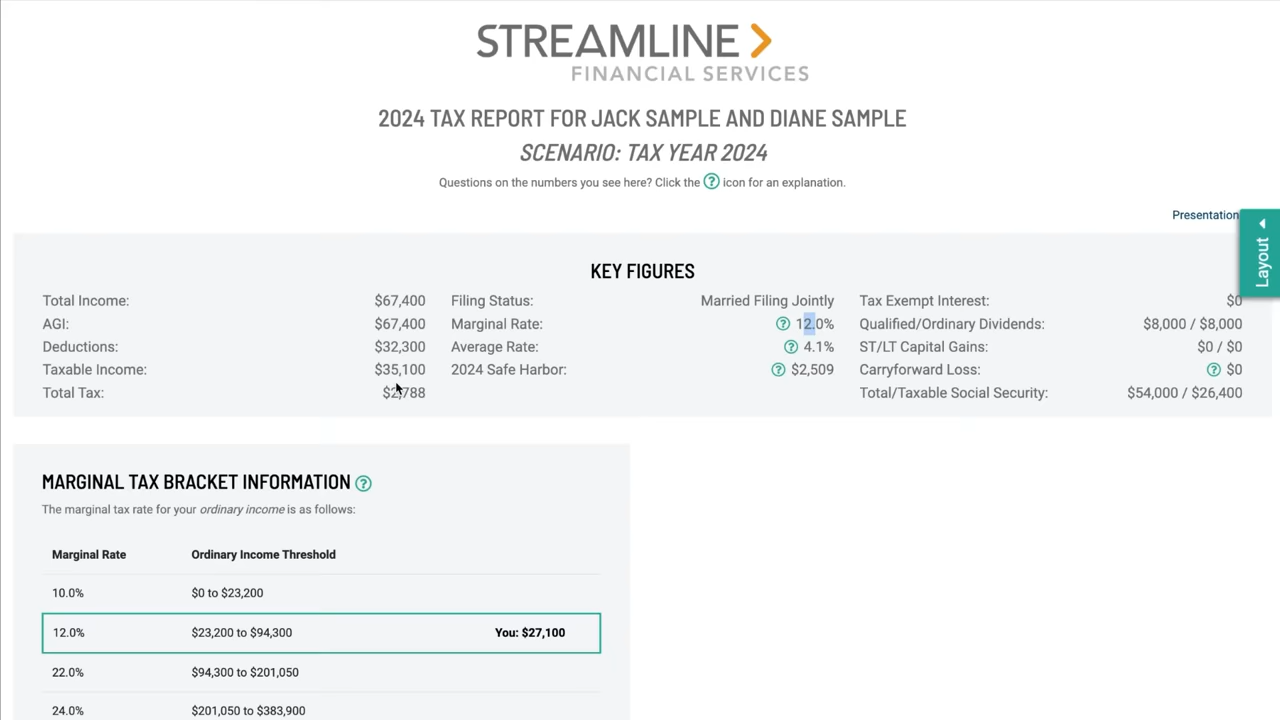 STREAMLINE
FINANCIAL SERVICES
2024 TAX REPORT FOR JACK SAMPLE AND DIANE SAMPLE
SCENARIO: TAX YEAR 2024
Questions on the numbers you see here? Click the ? icon for an explanation.
Presentation
Layout
KEY FIGURES
Total Income: $67,400 Filing Status: Married Filing Jointly Tax Exempt Interest: $0
AGI: $67,400 Marginal Rate: ? 12.0% Qualified/Ordinary Dividends: $8,000 / $8,000
Deductions: $32,300 Average Rate: ? 4.1% ST/LT Capital Gains: $0 / $0
Taxable Income: $35,100 2024 Safe Harbor: ? $2,509 Carryforward Loss: ? $0
Total Tax: $2,788 Total/Taxable Social Security: $54,000 / $26,400
MARGINAL TAX BRACKET INFORMATION ?
The marginal tax rate for your ordinary income is as follows:
Marginal Rate Ordinary Income Threshold
10.0% $0 to $23,200
12.0% $23,200 to $94,300 You: $27,100
22.0% $94,300 to $201,050
24.0% $201,050 to $383,900